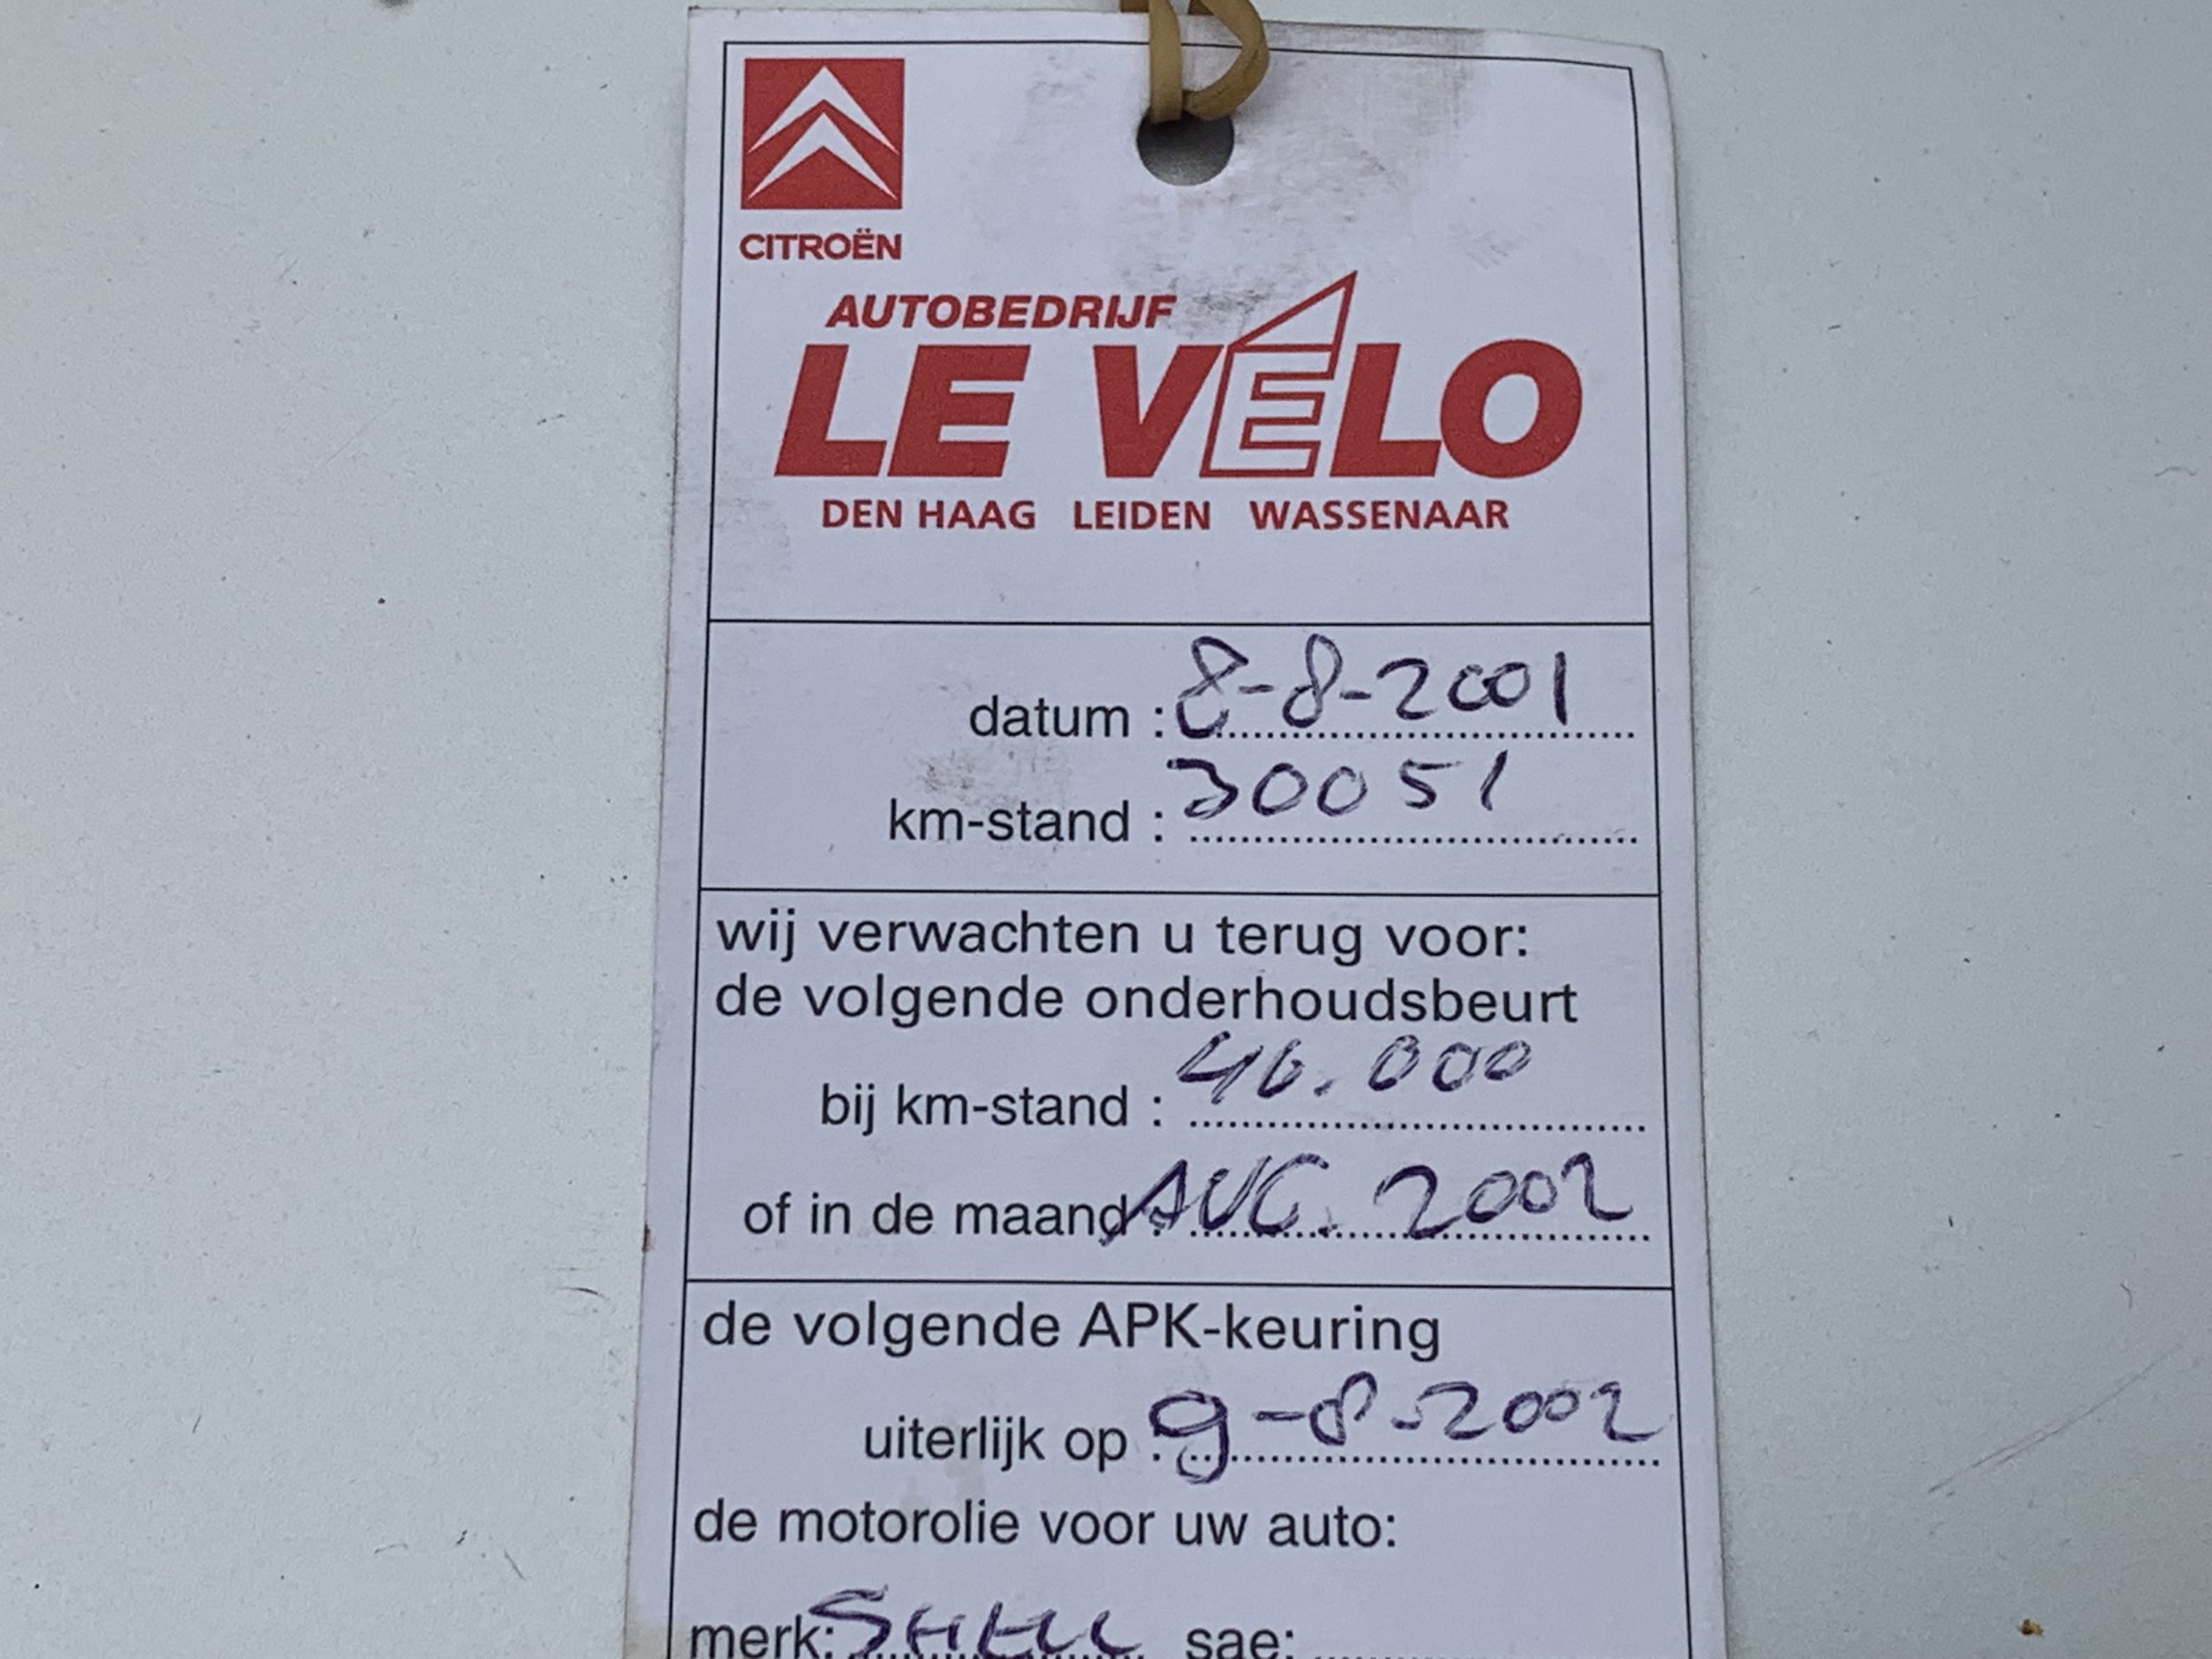 CITROËN
AUTOBEDRIJF
LE VÉLO
DEN HAAG LEIDEN WASSENAAR
datum : 8-8-2001
km-stand : 30051
wij verwachten u terug voor:
de volgende onderhoudsbeurt
bij km-stand : 40.000
of in de maand : AUG. 2002
de volgende APK-keuring
uiterlijk op : 9-8-2002
de motorolie voor uw auto:
merk: SHELL sae: